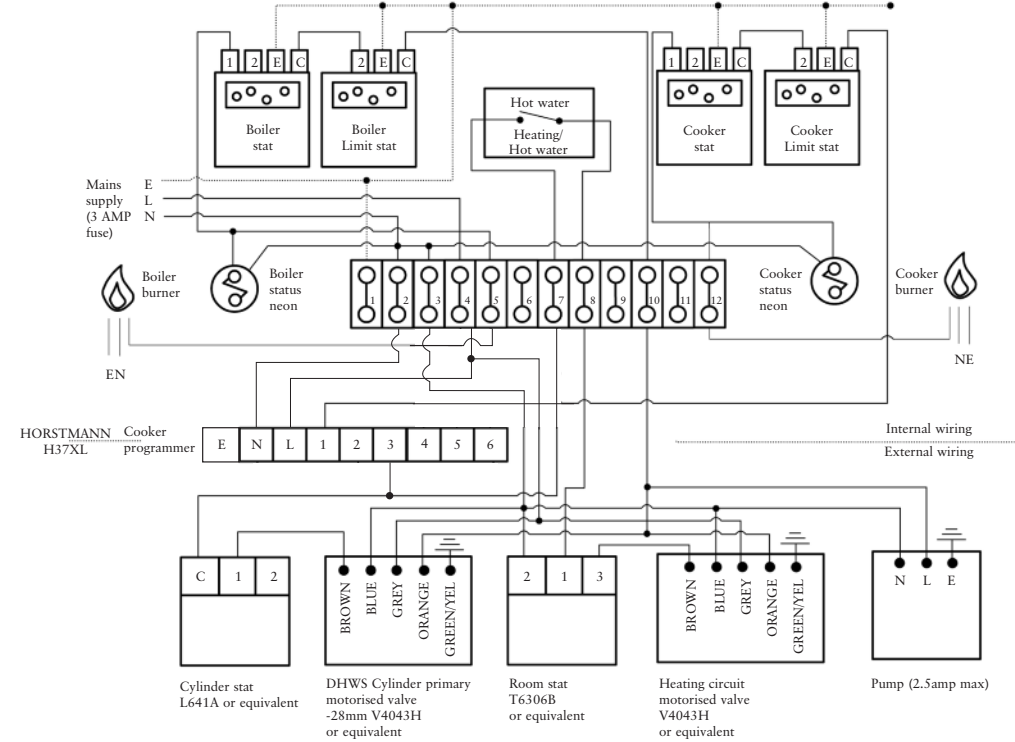 1 2 E C
2 E C
1 2 E C
2 E C
Boiler
stat
Boiler
Limit stat
Hot water
Heating/
Hot water
Cooker
stat
Cooker
Limit stat
Mains
supply
(3 AMP
fuse)
E
L
N
Boiler
burner
Boiler
status
neon
1 2 3 4 5 6 7 8 9 10 11 12
Cooker
status
neon
Cooker
burner
EN
NE
HORSTMANN
H37XL
Cooker
programmer
E N L 1 2 3 4 5 6
Internal wiring
External wiring
C 1 2
BROWN
BLUE
GREY
ORANGE
GREEN/YEL
2 1 3
BROWN
BLUE
GREY
ORANGE
GREEN/YEL
N L E
Cylinder stat
L641A or equivalent
DHWS Cylinder primary
motorised valve
-28mm V4043H
or equivalent
Room stat
T6306B
or equivalent
Heating circuit
motorised valve
V4043H
or equivalent
Pump (2.5amp max)